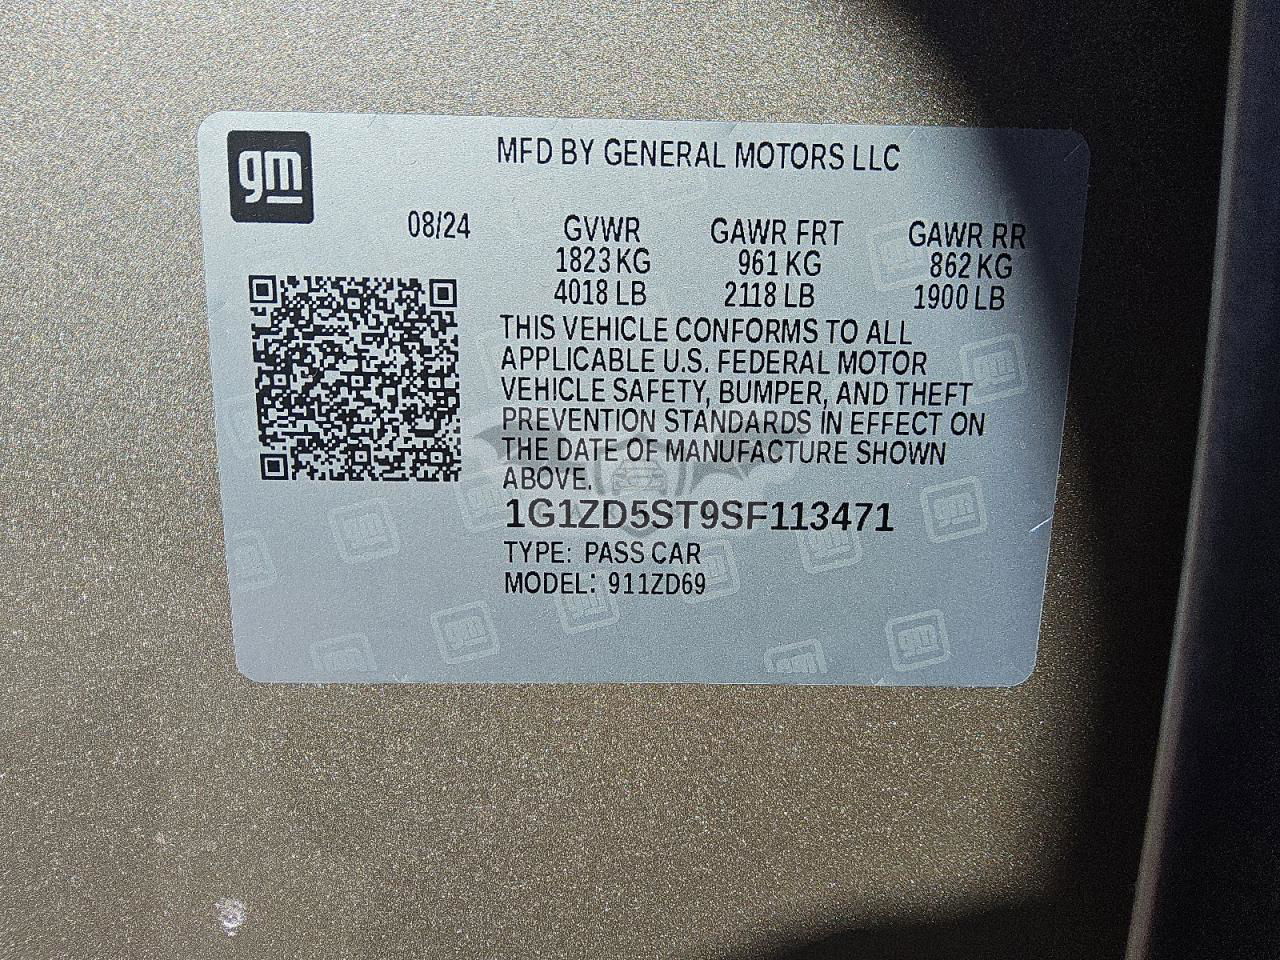 gm
MFD BY GENERAL MOTORS LLC
08/24 GVWR GAWR FRT GAWR RR
1823 KG 961 KG 862 KG
4018 LB 2118 LB 1900 LB
THIS VEHICLE CONFORMS TO ALL
APPLICABLE U.S. FEDERAL MOTOR
VEHICLE SAFETY, BUMPER, AND THEFT
PREVENTION STANDARDS IN EFFECT ON
THE DATE OF MANUFACTURE SHOWN
ABOVE.
1G1ZD5ST9SF113471
TYPE: PASS CAR
MODEL: 911ZD69